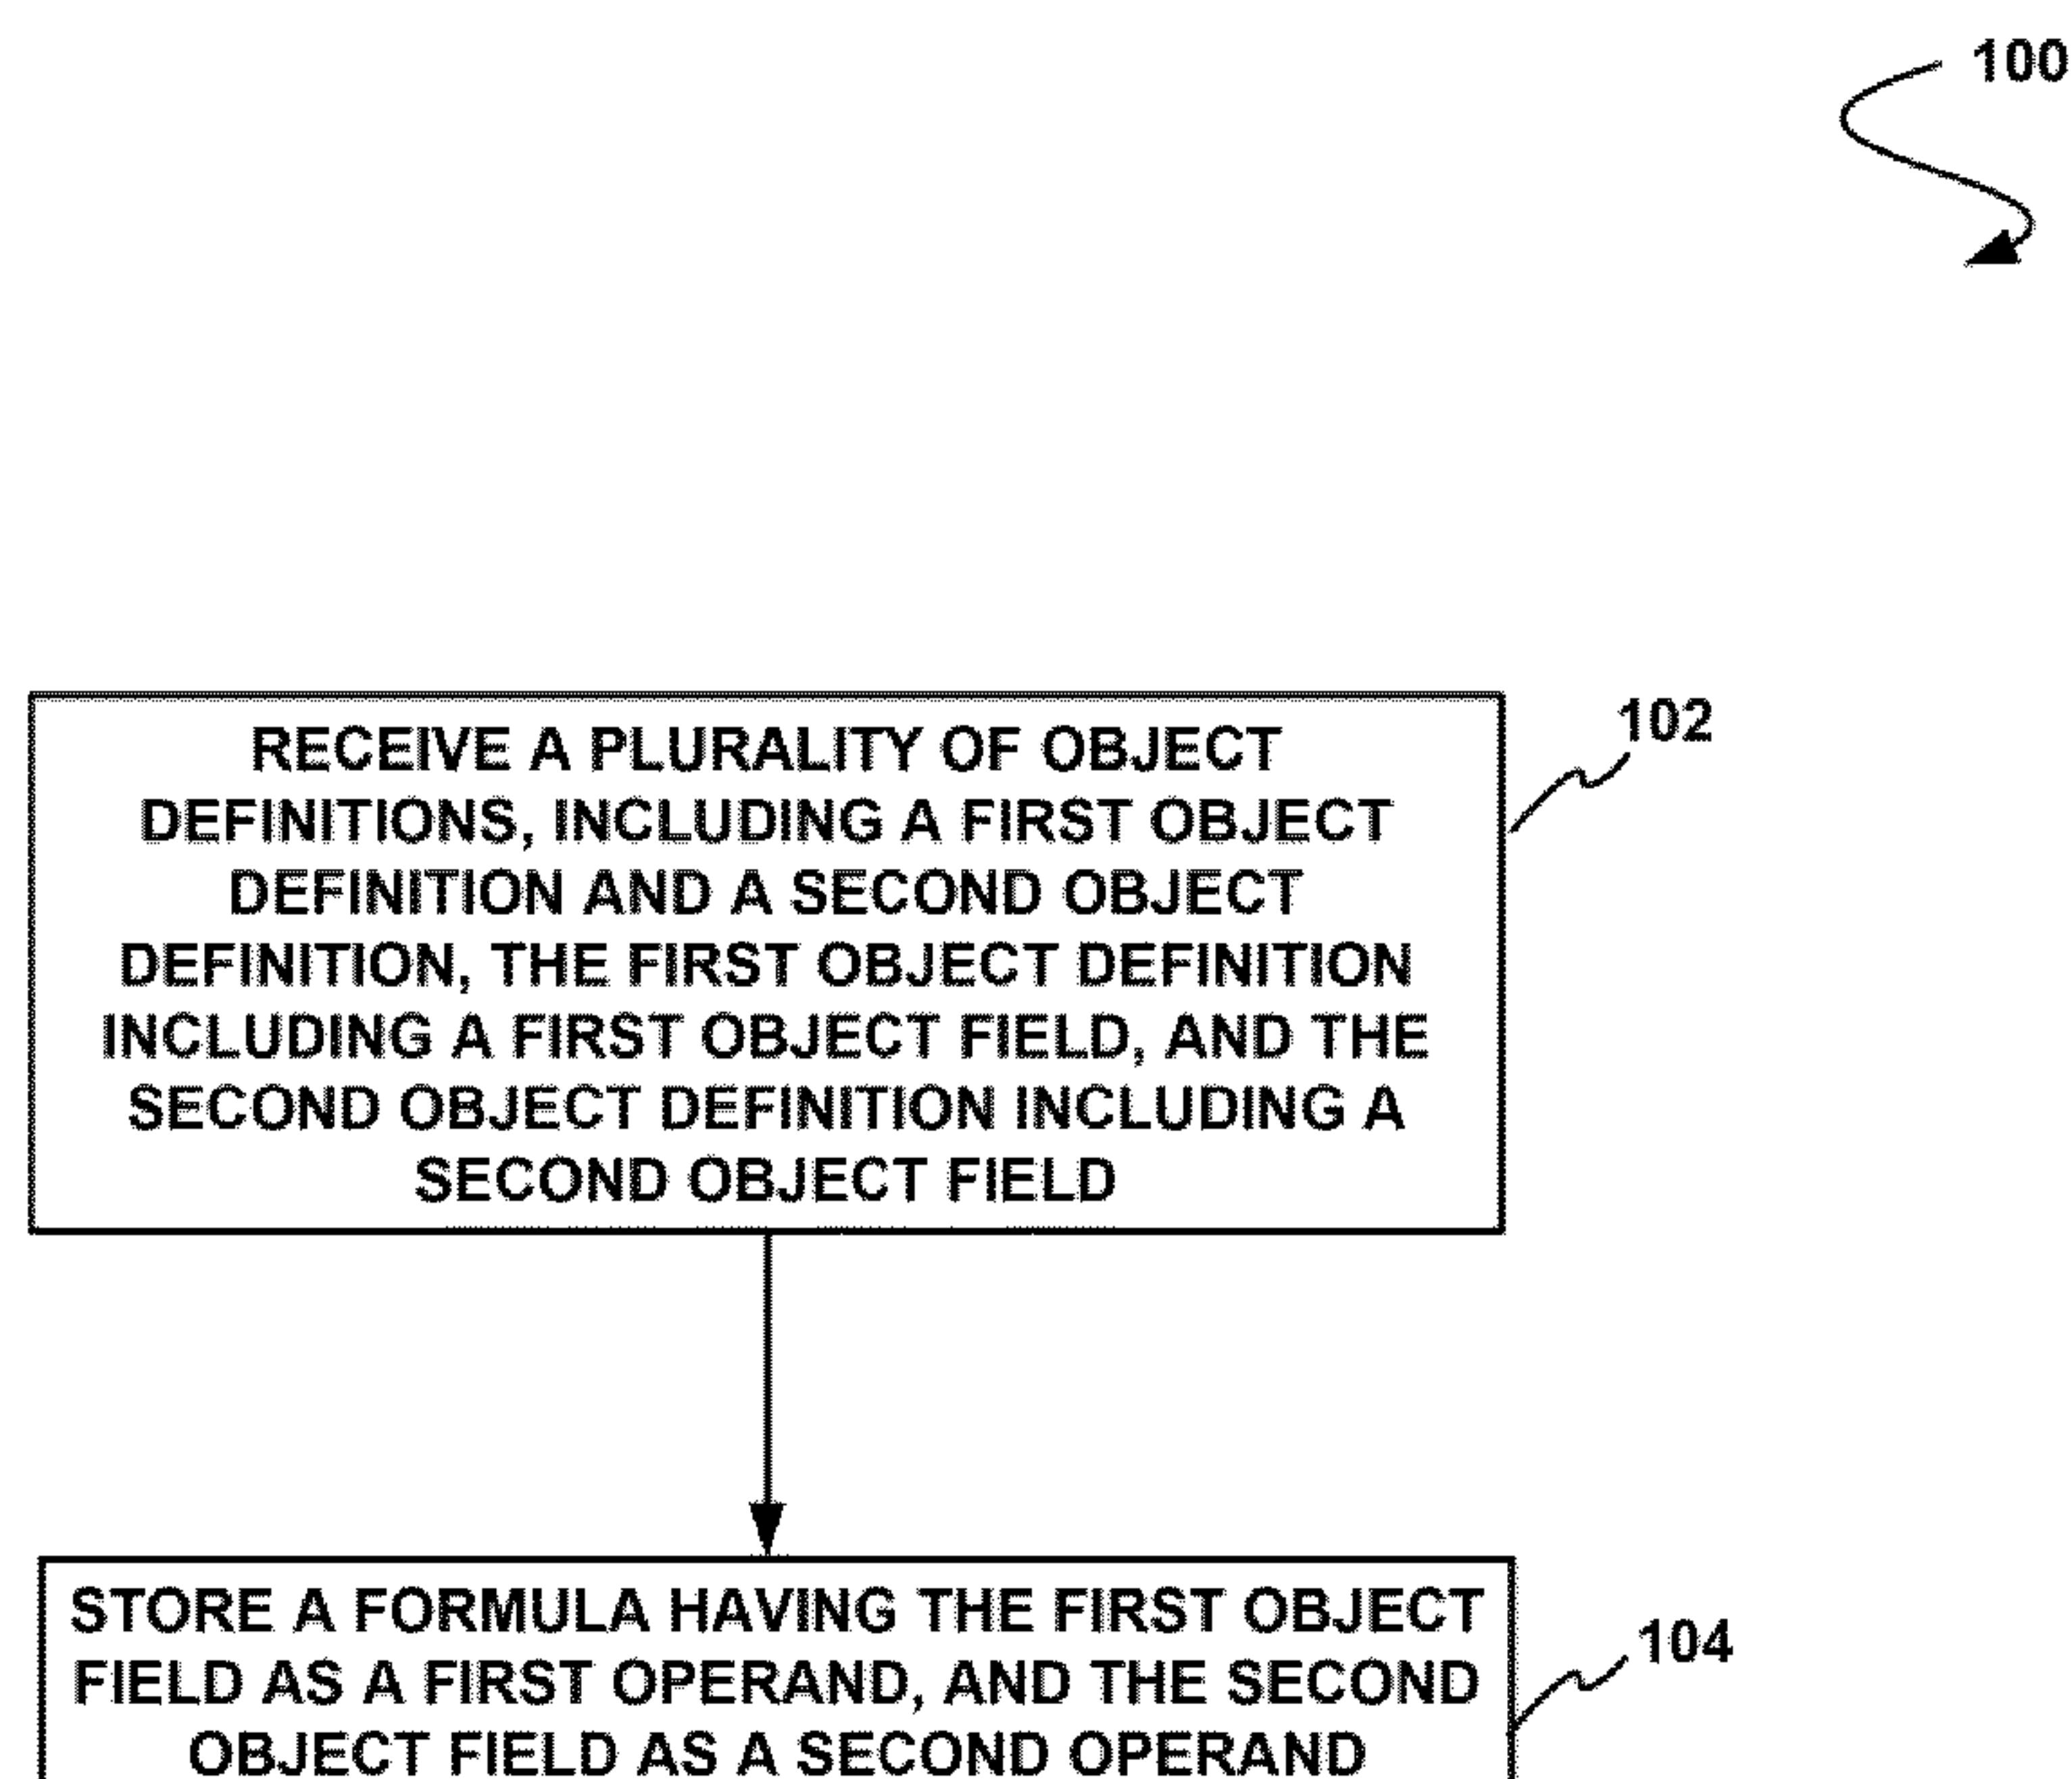 100
RECEIVE A PLURALITY OF OBJECT
DEFINITIONS, INCLUDING A FIRST OBJECT
DEFINITION AND A SECOND OBJECT
DEFINITION, THE FIRST OBJECT DEFINITION
INCLUDING A FIRST OBJECT FIELD, AND THE
SECOND OBJECT DEFINITION INCLUDING A
SECOND OBJECT FIELD
102
STORE A FORMULA HAVING THE FIRST OBJECT
FIELD AS A FIRST OPERAND, AND THE SECOND
OBJECT FIELD AS A SECOND OPERAND
104